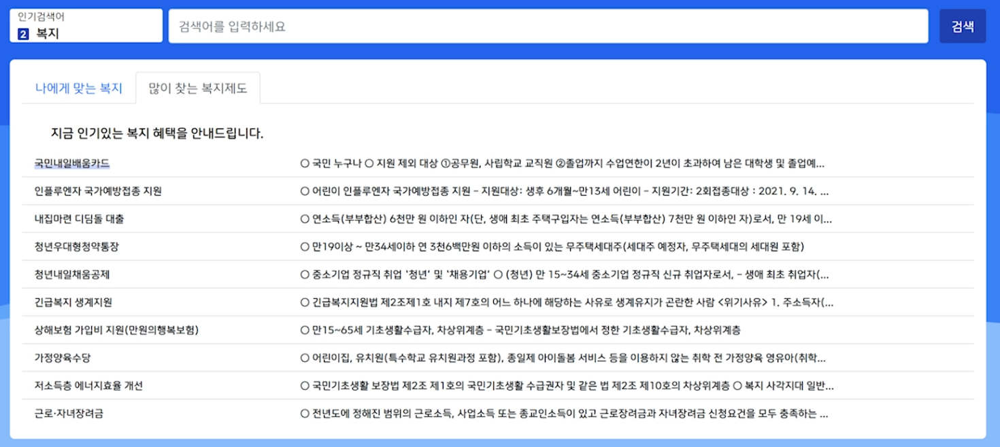 인기검색어
2 복지
검색어를 입력하세요
검색
나에게 맞는 복지
많이 찾는 복지제도
지금 인기있는 복지 혜택을 안내드립니다.
국민내일배움카드 ○ 국민 누구나 ○ 지원 제외 대상 ①공무원, 사립학교 교직원 ②졸업까지 수업연한이 2년이 초과하여 남은 대학생 및 졸업예...
인플루엔자 국가예방접종 지원 ○ 어린이 인플루엔자 국가예방접종 지원 - 지원대상: 생후 6개월~만13세 어린이 - 지원기간: 2회접종대상 : 2021. 9. 14. ...
내집마련 디딤돌 대출 ○ 연소득(부부합산) 6천만 원 이하인 자(단, 생애 최초 주택구입자는 연소득(부부합산) 7천만 원 이하인 자)로서, 만 19세 이...
청년우대형청약통장 ○ 만19이상 ~ 만34세이하 연 3천6백만원 이하의 소득이 있는 무주택세대주(세대주 예정자, 무주택세대의 세대원 포함)
청년내일채움공제 ○ 중소기업 정규직 취업 '청년' 및 '채용기업' ○ (청년) 만 15~34세 중소기업 정규직 신규 취업자로서, - 생애 최초 취업자(...
긴급복지 생계지원 ○ 긴급복지지원법 제2조제1호 내지 제7호의 어느 하나에 해당하는 사유로 생계유지가 곤란한 사람 <위기사유> 1. 주소득자(...
상해보험 가입비 지원(만원의행복보험) ○ 만15~65세 기초생활수급자, 차상위계층 - 국민기초생활보장법에서 정한 기초생활수급자, 차상위계층
가정양육수당 ○ 어린이집, 유치원(특수학교 유치원과정 포함), 종일제 아이돌봄 서비스 등을 이용하지 않는 취학 전 가정양육 영유아(취학...
저소득층 에너지효율 개선 ○ 국민기초생활 보장법 제2조 제1호의 국민기초생활 수급권자 및 같은 법 제2조 제10호의 차상위계층 ○ 복지 사각지대 일반...
근로·자녀장려금 ○ 전년도에 정해진 범위의 근로소득, 사업소득 또는 종교인소득이 있고 근로장려금과 자녀장려금 신청요건을 모두 충족하는 ...